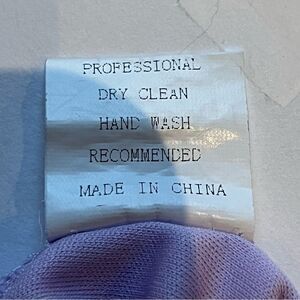 PROFESSIONAL
DRY CLEAN
HAND WASH
RECOMMENDED
MADE IN CHINA